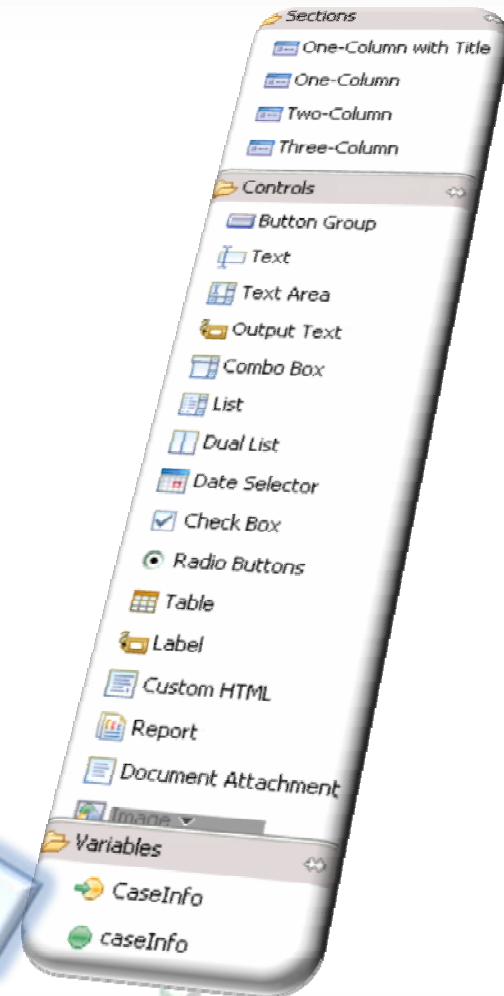 Sections
One-Column with Title
One-Column
Two-Column
Three-Column
Controls
Button Group
Text
Text Area
Output Text
Combo Box
List
Dual List
Date Selector
Check Box
Radio Buttons
Table
Label
Custom HTML
Report
Document Attachment
Image
Variables
CaseInfo
caseInfo